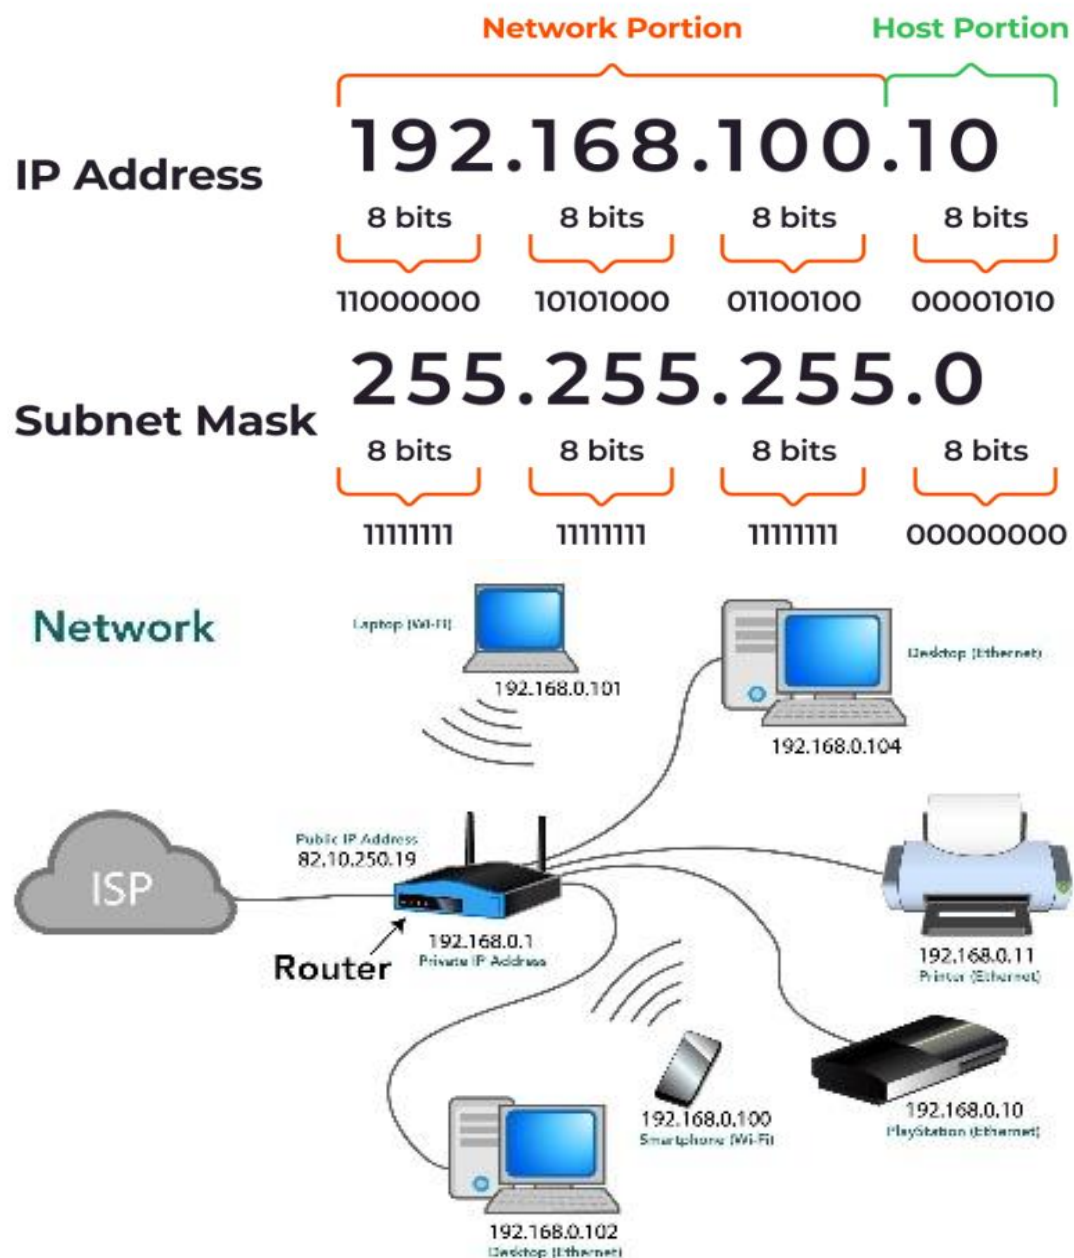 Network Portion
Host Portion
IP Address
192.168.100.10
8 bits 8 bits 8 bits 8 bits
11000000 10101000 01100100 00001010
Subnet Mask
255.255.255.0
8 bits 8 bits 8 bits 8 bits
11111111 11111111 11111111 00000000
Network
Laptop (Wi-Fi)
192.168.0.101
Desktop (Ethernet)
192.168.0.104
ISP
Public IP Address
82.10.250.19
Router
192.168.0.1
Private IP Address
192.168.0.11
Printer (Ethernet)
192.168.0.100
Smartphone (Wi-Fi)
192.168.0.10
PlayStation (Ethernet)
192.168.0.102
Desktop (Ethernet)